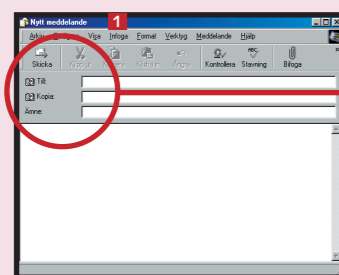 Nytt meddelande
1
Arkiv Redigera Visa Infoga Format Verktyg Meddelande Hjälp
Skicka Klipp ut Kopiera Klistra in Ångra Kontrollera Stavning Bifoga
Till:
Kopia:
Ämne: